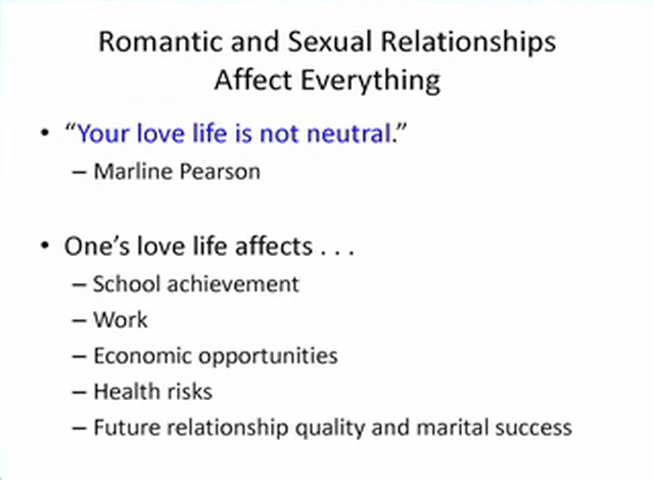 Romantic and Sexual Relationships
Affect Everything
• “Your love life is not neutral.”
– Marline Pearson
• One’s love life affects . . .
– School achievement
– Work
– Economic opportunities
– Health risks
– Future relationship quality and marital success